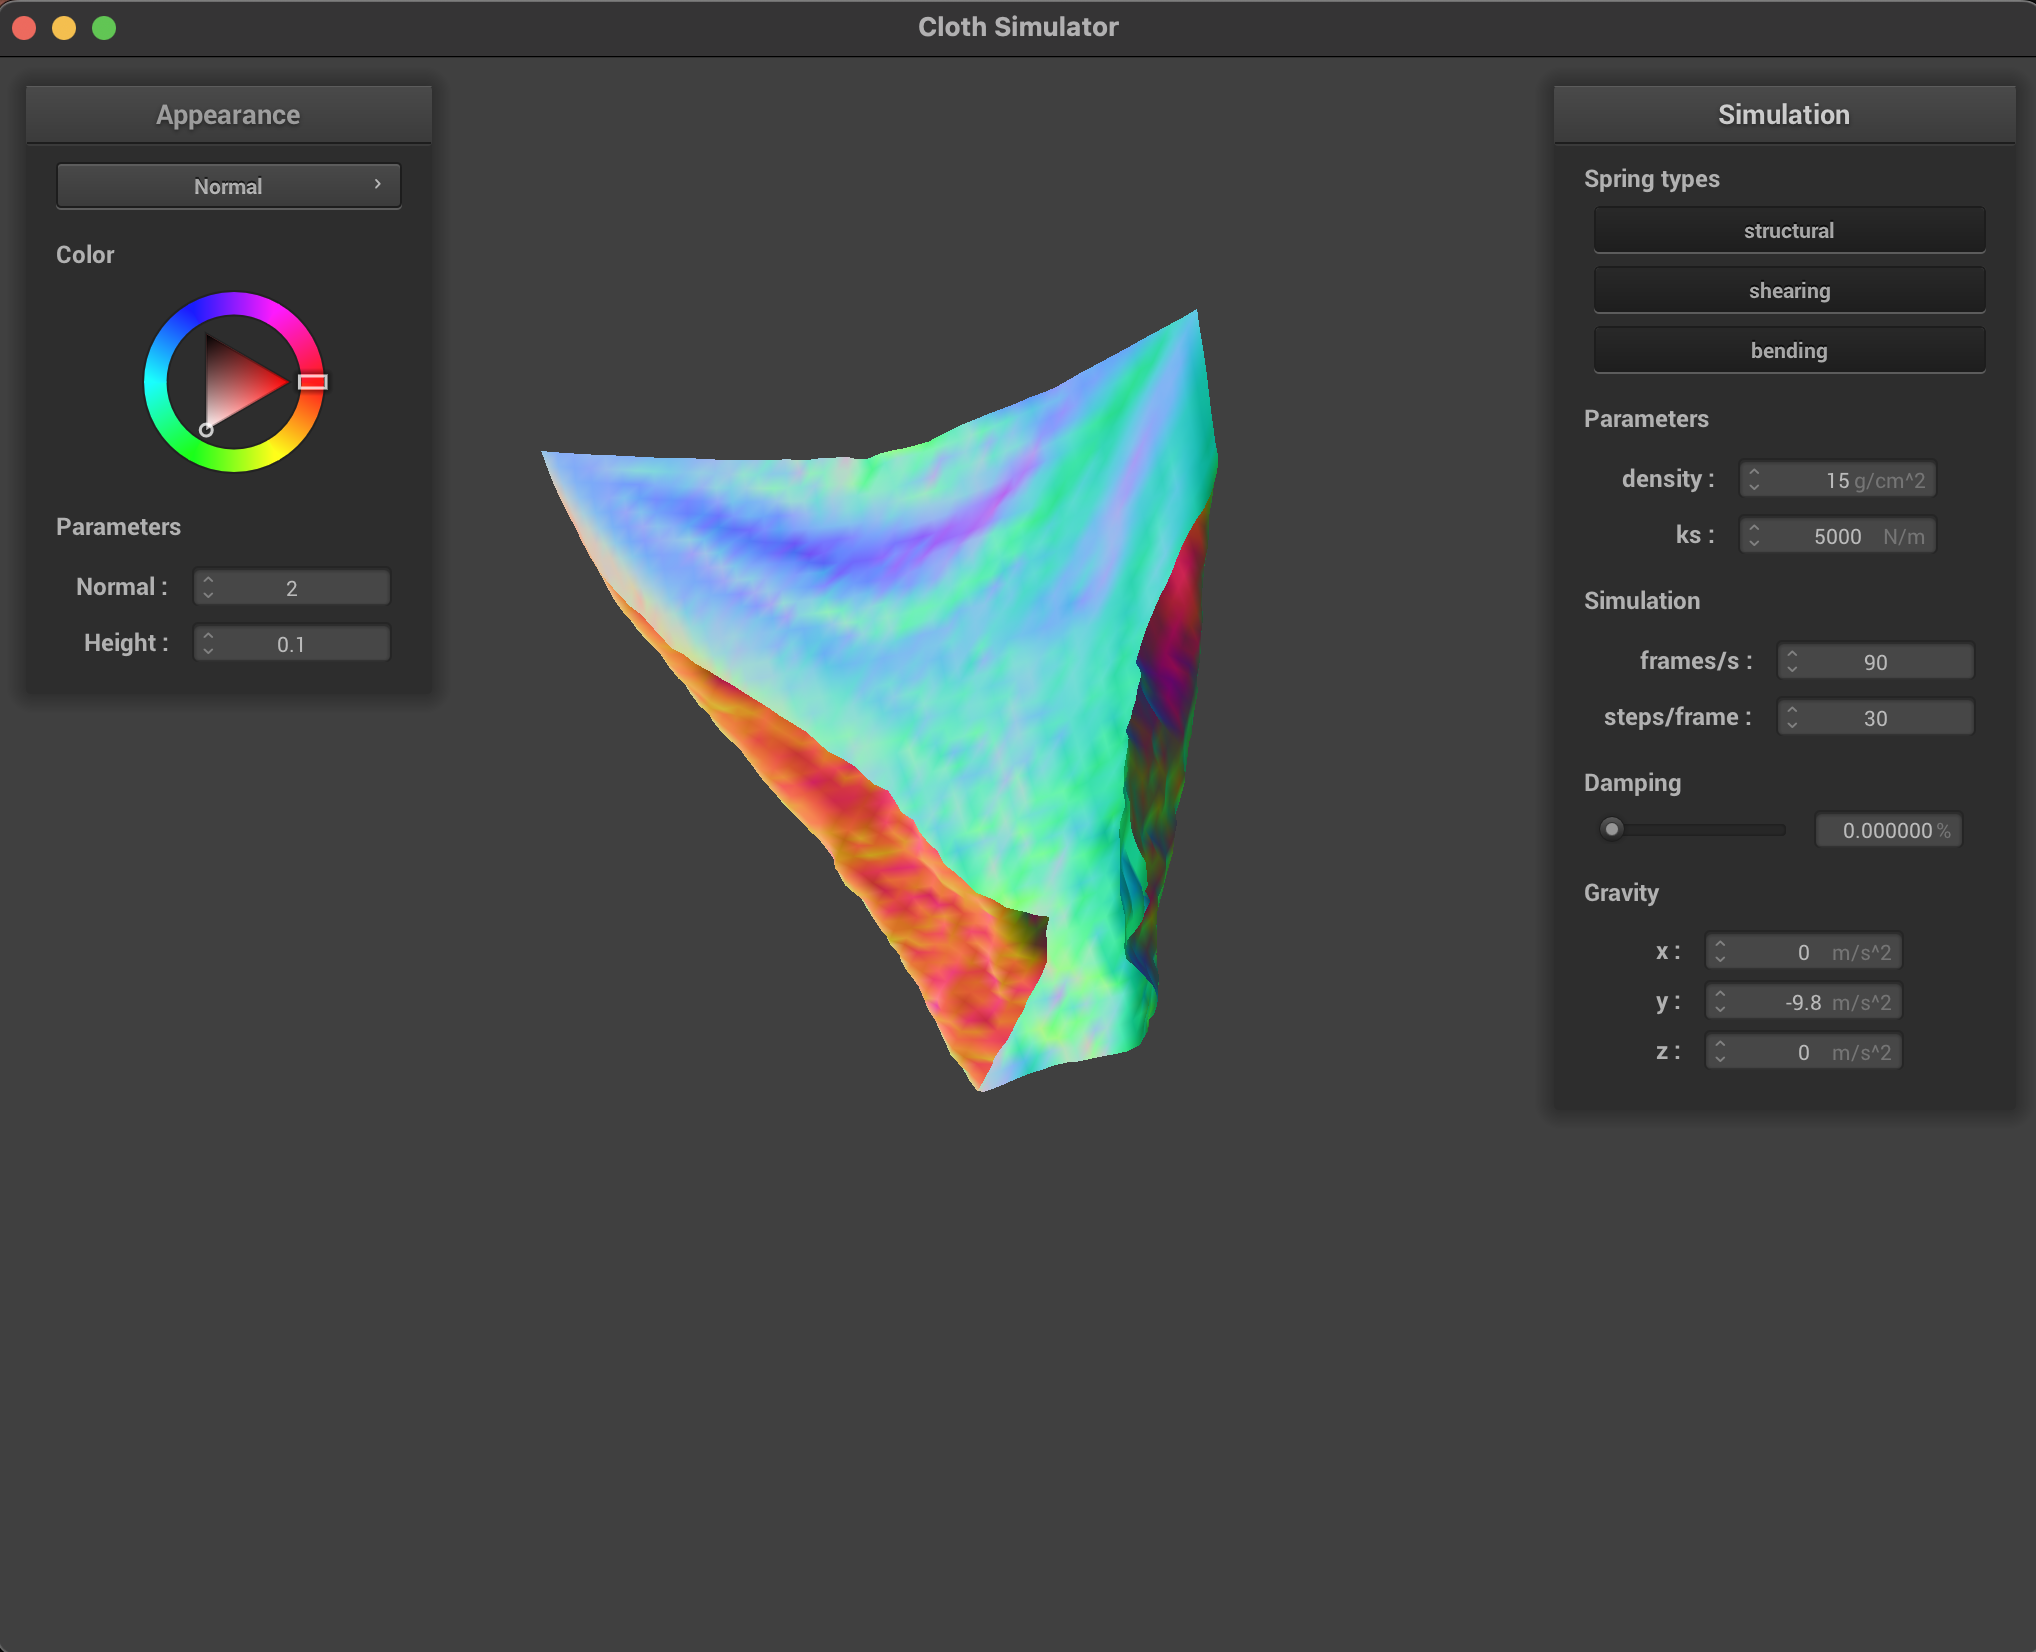 Cloth Simulator
Appearance
Normal
Color
Parameters
Normal : 2
Height : 0.1
Simulation
Spring types
structural
shearing
bending
Parameters
density : 15 g/cm^2
ks : 5000 N/m
Simulation
frames/s : 90
steps/frame : 30
Damping
0.000000 %
Gravity
x : 0 m/s^2
y : -9.8 m/s^2
z : 0 m/s^2